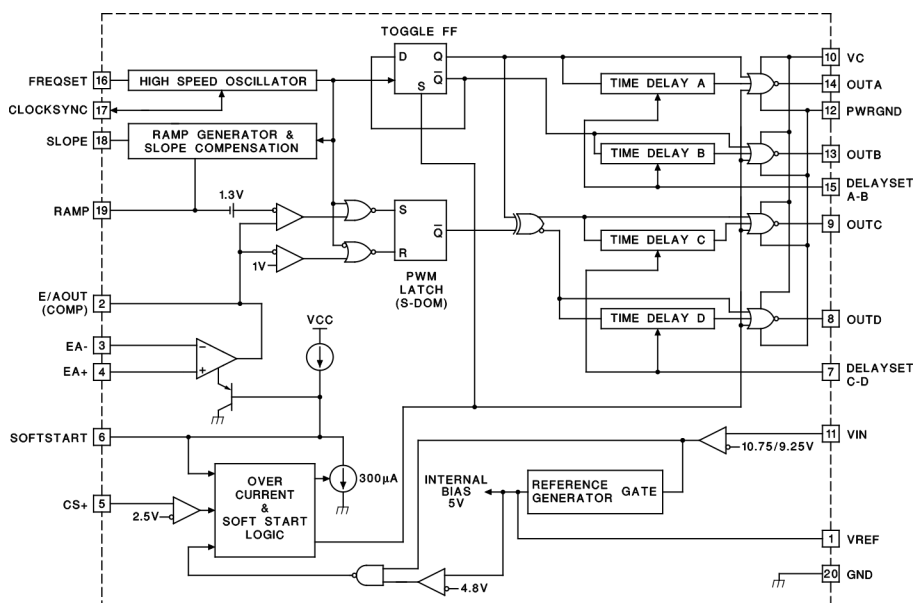 TOGGLE FF
D Q
Q
S
FREQSET 16
HIGH SPEED OSCILLATOR
CLOCKSYNC 17
SLOPE 18
RAMP GENERATOR &
SLOPE COMPENSATION
RAMP 19
1.3V
1V
S
R
Q
PWM
LATCH
(S-DOM)
E/AOUT
(COMP)
2
EA- 3
EA+ 4
−
+
VCC
SOFTSTART 6
300μA
CS+ 5
2.5V
OVER
CURRENT
&
SOFT START
LOGIC
INTERNAL
BIAS
5V
REFERENCE
GENERATOR
GATE
4.8V
10.75/9.25V
TIME DELAY A
TIME DELAY B
TIME DELAY C
TIME DELAY D
10 VC
14 OUTA
12 PWRGND
13 OUTB
15 DELAYSET
A-B
9 OUTC
8 OUTD
7 DELAYSET
C-D
11 VIN
1 VREF
20 GND